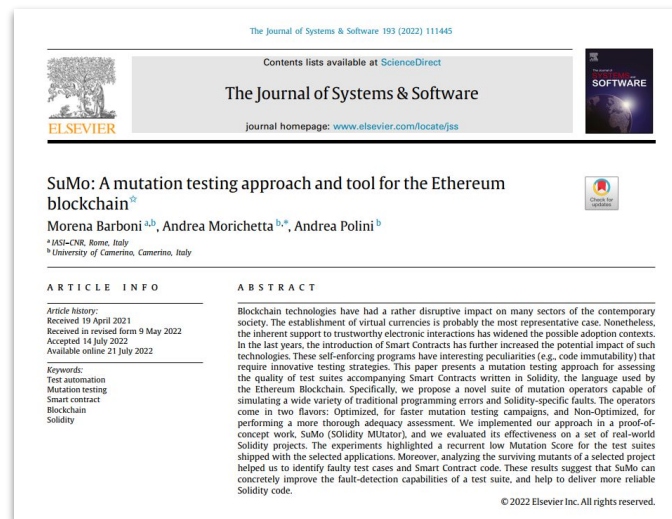 The Journal of Systems & Software 193 (2022) 111445
Contents lists available at ScienceDirect
The Journal of Systems & Software
journal homepage: www.elsevier.com/locate/jss
ELSEVIER
SYSTEMS
SOFTWARE
SuMo: A mutation testing approach and tool for the Ethereum
blockchain☆
Check for
updates
Morena Barboni a,b, Andrea Morichetta b,*, Andrea Polini b
a IASI-CNR, Rome, Italy
b University of Camerino, Camerino, Italy
ARTICLE INFO
Article history:
Received 19 April 2021
Received in revised form 9 May 2022
Accepted 14 July 2022
Available online 21 July 2022
Keywords:
Test automation
Mutation testing
Smart contract
Blockchain
Solidity
ABSTRACT
Blockchain technologies have had a rather disruptive impact on many sectors of the contemporary
society. The establishment of virtual currencies is probably the most representative case. Nonetheless,
the inherent support to trustworthy electronic interactions has widened the possible adoption contexts.
In the last years, the introduction of Smart Contracts has further increased the potential impact of such
technologies. These self-enforcing programs have interesting peculiarities (e.g., code immutability) that
require innovative testing strategies. This paper presents a mutation testing approach for assessing
the quality of test suites accompanying Smart Contracts written in Solidity, the language used by
the Ethereum Blockchain. Specifically, we propose a novel suite of mutation operators capable of
simulating a wide variety of traditional programming errors and Solidity-specific faults. The operators
come in two flavors: Optimized, for faster mutation testing campaigns, and Non-Optimized, for
performing a more thorough adequacy assessment. We implemented our approach in a proof-of-
concept work, SuMo (SOlidity MUtator), and we evaluated its effectiveness on a set of real-world
Solidity projects. The experiments highlighted a recurrent low Mutation Score for the test suites
shipped with the selected applications. Moreover, analyzing the surviving mutants of a selected project
helped us to identify faulty test cases and Smart Contract code. These results suggest that SuMo can
concretely improve the fault-detection capabilities of a test suite, and help to deliver more reliable
Solidity code.
© 2022 Elsevier Inc. All rights reserved.